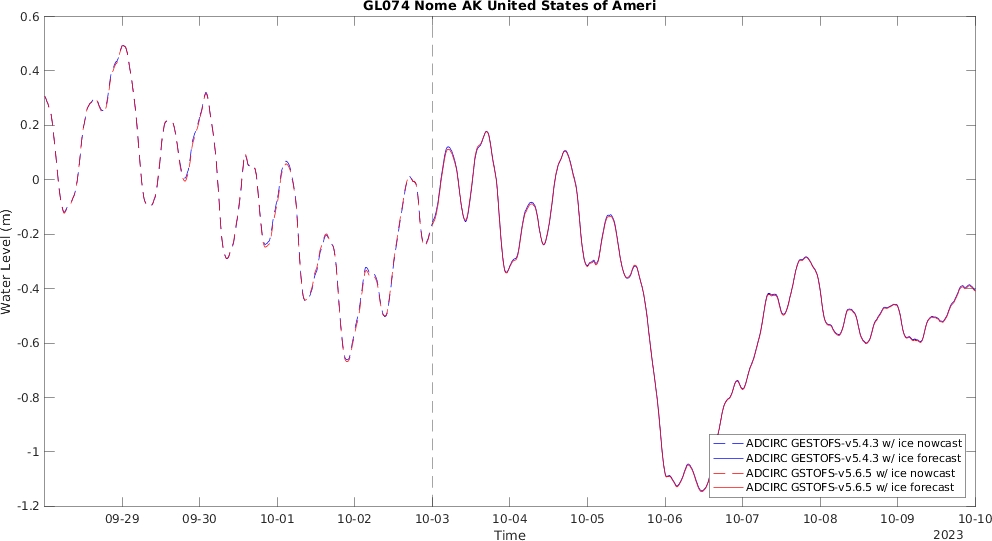 GL074 Nome AK United States of Ameri
0.6
0.4
0.2
0
-0.2
-0.4
-0.6
-0.8
-1
-1.2
Water Level (m)
ADCIRC GESTOFS-v5.4.3 w/ ice nowcast
ADCIRC GESTOFS-v5.4.3 w/ ice forecast
ADCIRC GSTOFS-v5.6.5 w/ ice nowcast
ADCIRC GSTOFS-v5.6.5 w/ ice forecast
09-29 09-30 10-01 10-02 10-03 10-04 10-05 10-06 10-07 10-08 10-09 10-10
Time
2023